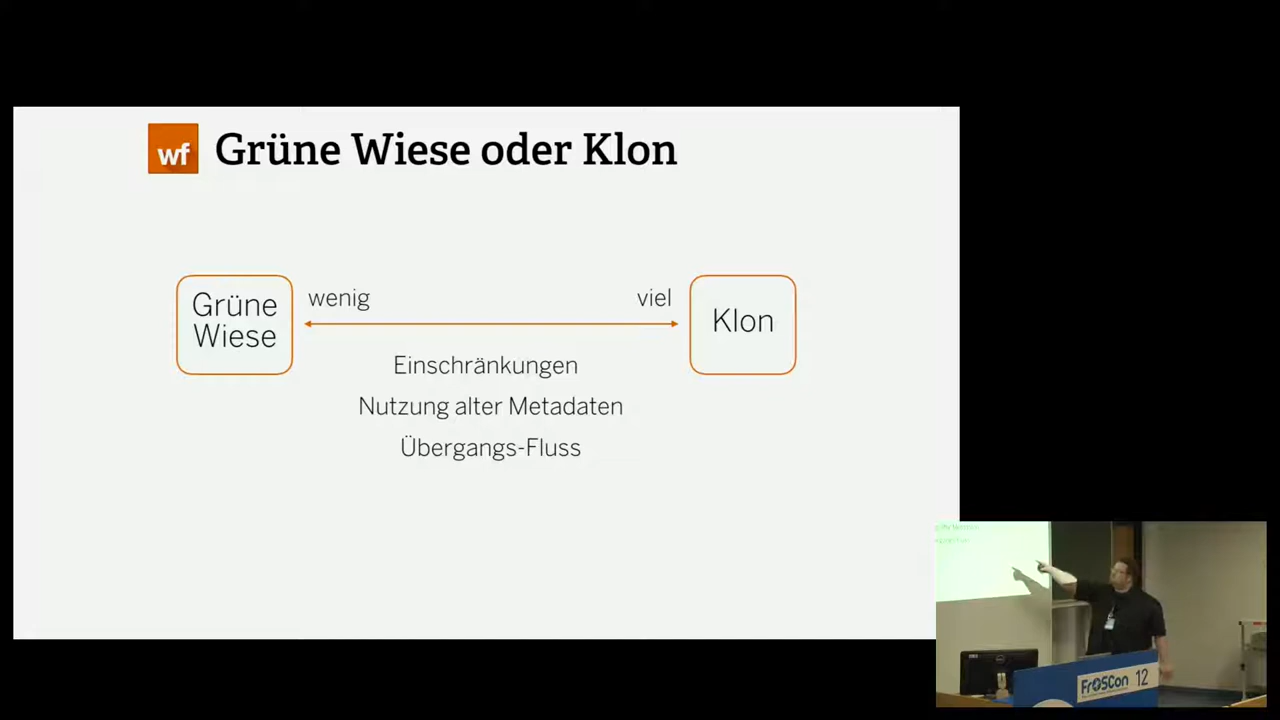 wf
Grüne Wiese oder Klon
Grüne
Wiese
wenig
viel
Klon
Einschränkungen
Nutzung alter Metadaten
Übergangs-Fluss
FrOSCon 12